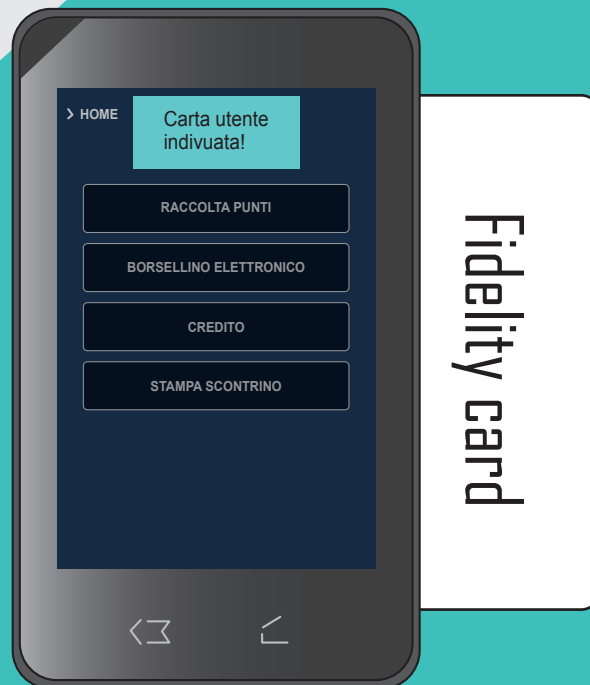 > HOME
Carta utente
indivuata!
RACCOLTA PUNTI
BORSELLINO ELETTRONICO
CREDITO
STAMPA SCONTRINO
Fidelity card